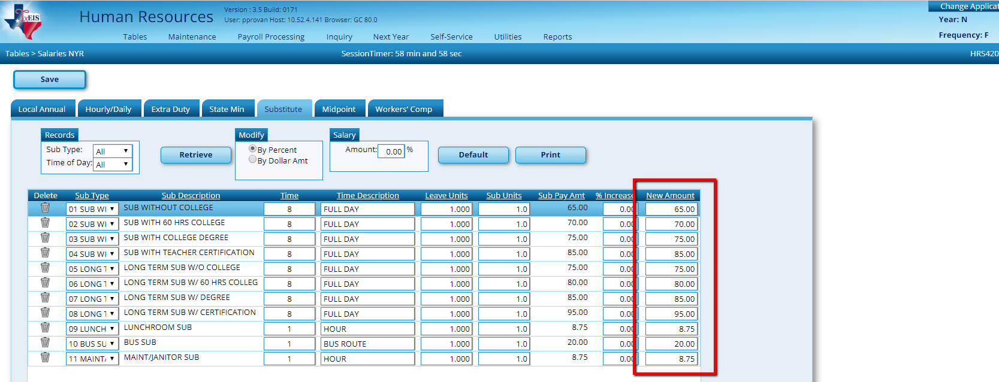 TxEIS
Human Resources
Version : 3.5 Build: 0171
User: pprovan Host: 10.52.4.141 Browser: GC 80.0
Change Applicat
Year: N
Frequency: F
Tables Maintenance Payroll Processing Inquiry Next Year Self-Service Utilities Reports
Tables > Salaries NYR SessionTimer: 58 min and 58 sec HRS420
Save
Local Annual Hourly/Daily Extra Duty State Min Substitute Midpoint Workers' Comp
Records Modify Salary
Sub Type: All
Time of Day: All
Retrieve
By Percent
By Dollar Amt
Amount: 0.00 %
Default Print
Delete Sub Type Sub Description Time Time Description Leave Units Sub Units Sub Pay Amt % Increase New Amount
01 SUB WI SUB WITHOUT COLLEGE 8 FULL DAY 1.000 1.0 65.00 0.00 65.00
02 SUB WI SUB WITH 60 HRS COLLEGE 8 FULL DAY 1.000 1.0 70.00 0.00 70.00
03 SUB WI SUB WITH COLLEGE DEGREE 8 FULL DAY 1.000 1.0 75.00 0.00 75.00
04 SUB WI SUB WITH TEACHER CERTIFICATION 8 FULL DAY 1.000 1.0 85.00 0.00 85.00
05 LONG T LONG TERM SUB W/O COLLEGE 8 FULL DAY 1.000 1.0 75.00 0.00 75.00
06 LONG T LONG TERM SUB W/ 60 HRS COLLEG 8 FULL DAY 1.000 1.0 80.00 0.00 80.00
07 LONG T LONG TERM SUB W/ DEGREE 8 FULL DAY 1.000 1.0 85.00 0.00 85.00
08 LONG T LONG TERM SUB W/ CERTIFICATION 8 FULL DAY 1.000 1.0 95.00 0.00 95.00
09 LUNCH LUNCHROOM SUB 1 HOUR 1.000 1.0 8.75 0.00 8.75
10 BUS SU BUS SUB 1 BUS ROUTE 1.000 1.0 20.00 0.00 20.00
11 MAINT/ MAINT/JANITOR SUB 1 HOUR 1.000 1.0 8.75 0.00 8.75